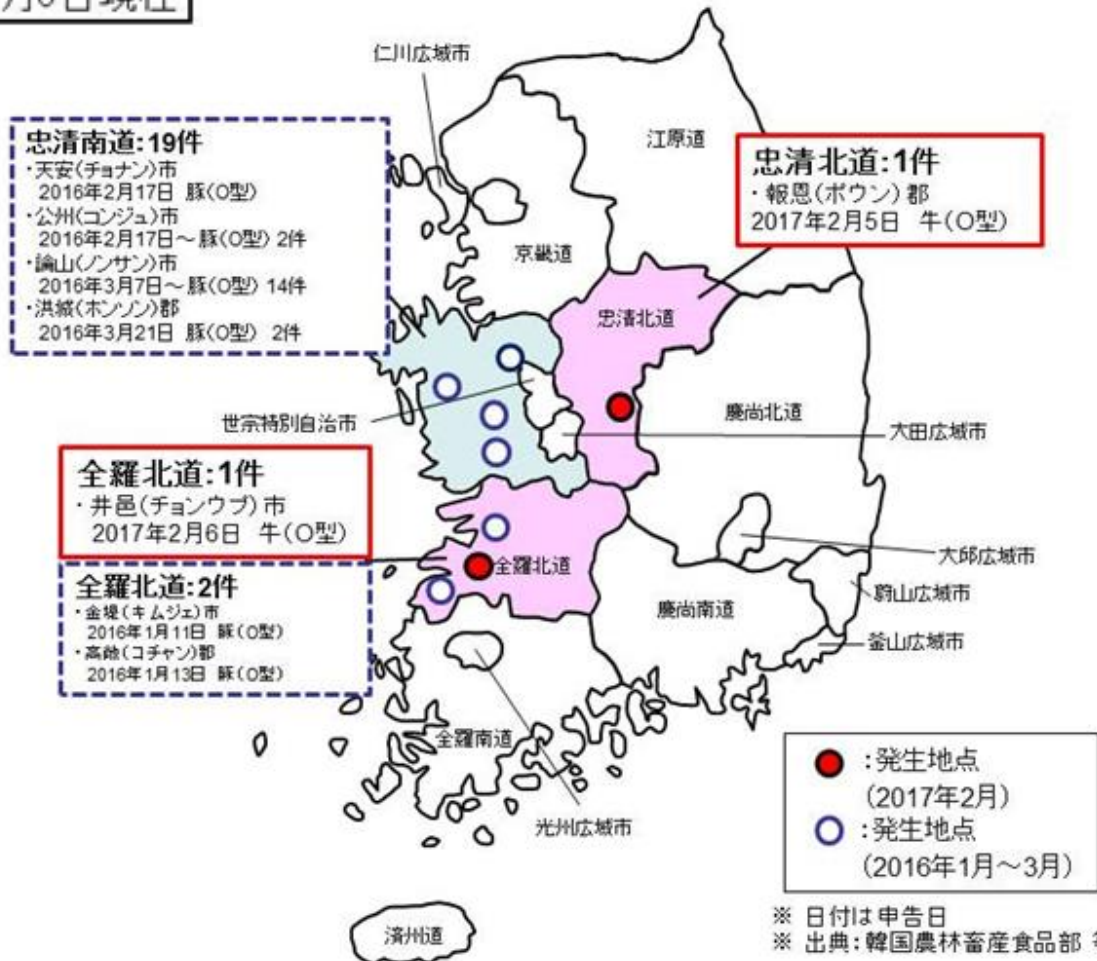 日現在
仁川広域市
江原道
忠清南道:19件
・天安(チョナン)市
2016年2月17日 豚(O型)
・公州(コンジュ)市
2016年2月17日～豚(O型) 2件
・論山(ノンサン)市
2016年3月7日～豚(O型) 14件
・洪城(ホンソン)郡
2016年3月21日 豚(O型) 2件
忠清北道:1件
・報恩(ボウン)郡
2017年2月5日 牛(O型)
京畿道
忠清北道
世宗特別自治市
慶尚北道
大田広域市
全羅北道:1件
・井邑(チョンウブ)市
2017年2月6日 牛(O型)
全羅北道
大邱広域市
全羅北道:2件
・金堤(キムジェ)市
2016年1月11日 豚(O型)
・高敞(コチャン)郡
2016年1月13日 豚(O型)
慶尚南道
蔚山広域市
釜山広域市
全羅南道
光州広域市
:発生地点
(2017年2月)
:発生地点
(2016年1月～3月)
済州道
※ 日付は申告日
※ 出典:韓国農林畜産食品部